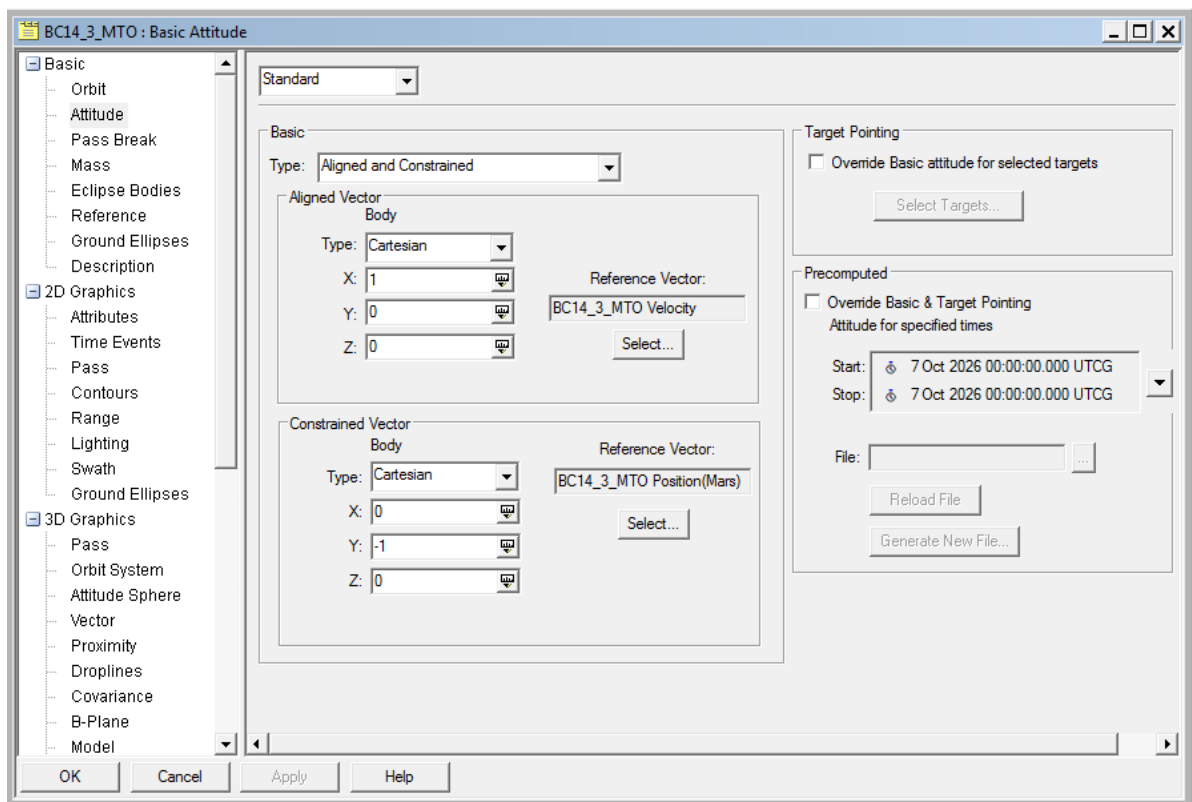 BC14_3_MTO : Basic Attitude
Basic
Orbit
Attitude
Pass Break
Mass
Eclipse Bodies
Reference
Ground Ellipses
Description
2D Graphics
Attributes
Time Events
Pass
Contours
Range
Lighting
Swath
Ground Ellipses
3D Graphics
Pass
Orbit System
Attitude Sphere
Vector
Proximity
Droplines
Covariance
B-Plane
Model
Standard
Basic
Type: Aligned and Constrained
Aligned Vector
Body
Type: Cartesian
X: 1
Y: 0
Z: 0
Reference Vector:
BC14_3_MTO Velocity
Select...
Constrained Vector
Body
Type: Cartesian
X: 0
Y: -1
Z: 0
Reference Vector:
BC14_3_MTO Position(Mars)
Select...
Target Pointing
Override Basic attitude for selected targets
Select Targets...
Precomputed
Override Basic & Target Pointing
Attitude for specified times
Start: 7 Oct 2026 00:00:00.000 UTCG
Stop: 7 Oct 2026 00:00:00.000 UTCG
File:
...
Reload File
Generate New File...
OK
Cancel
Apply
Help